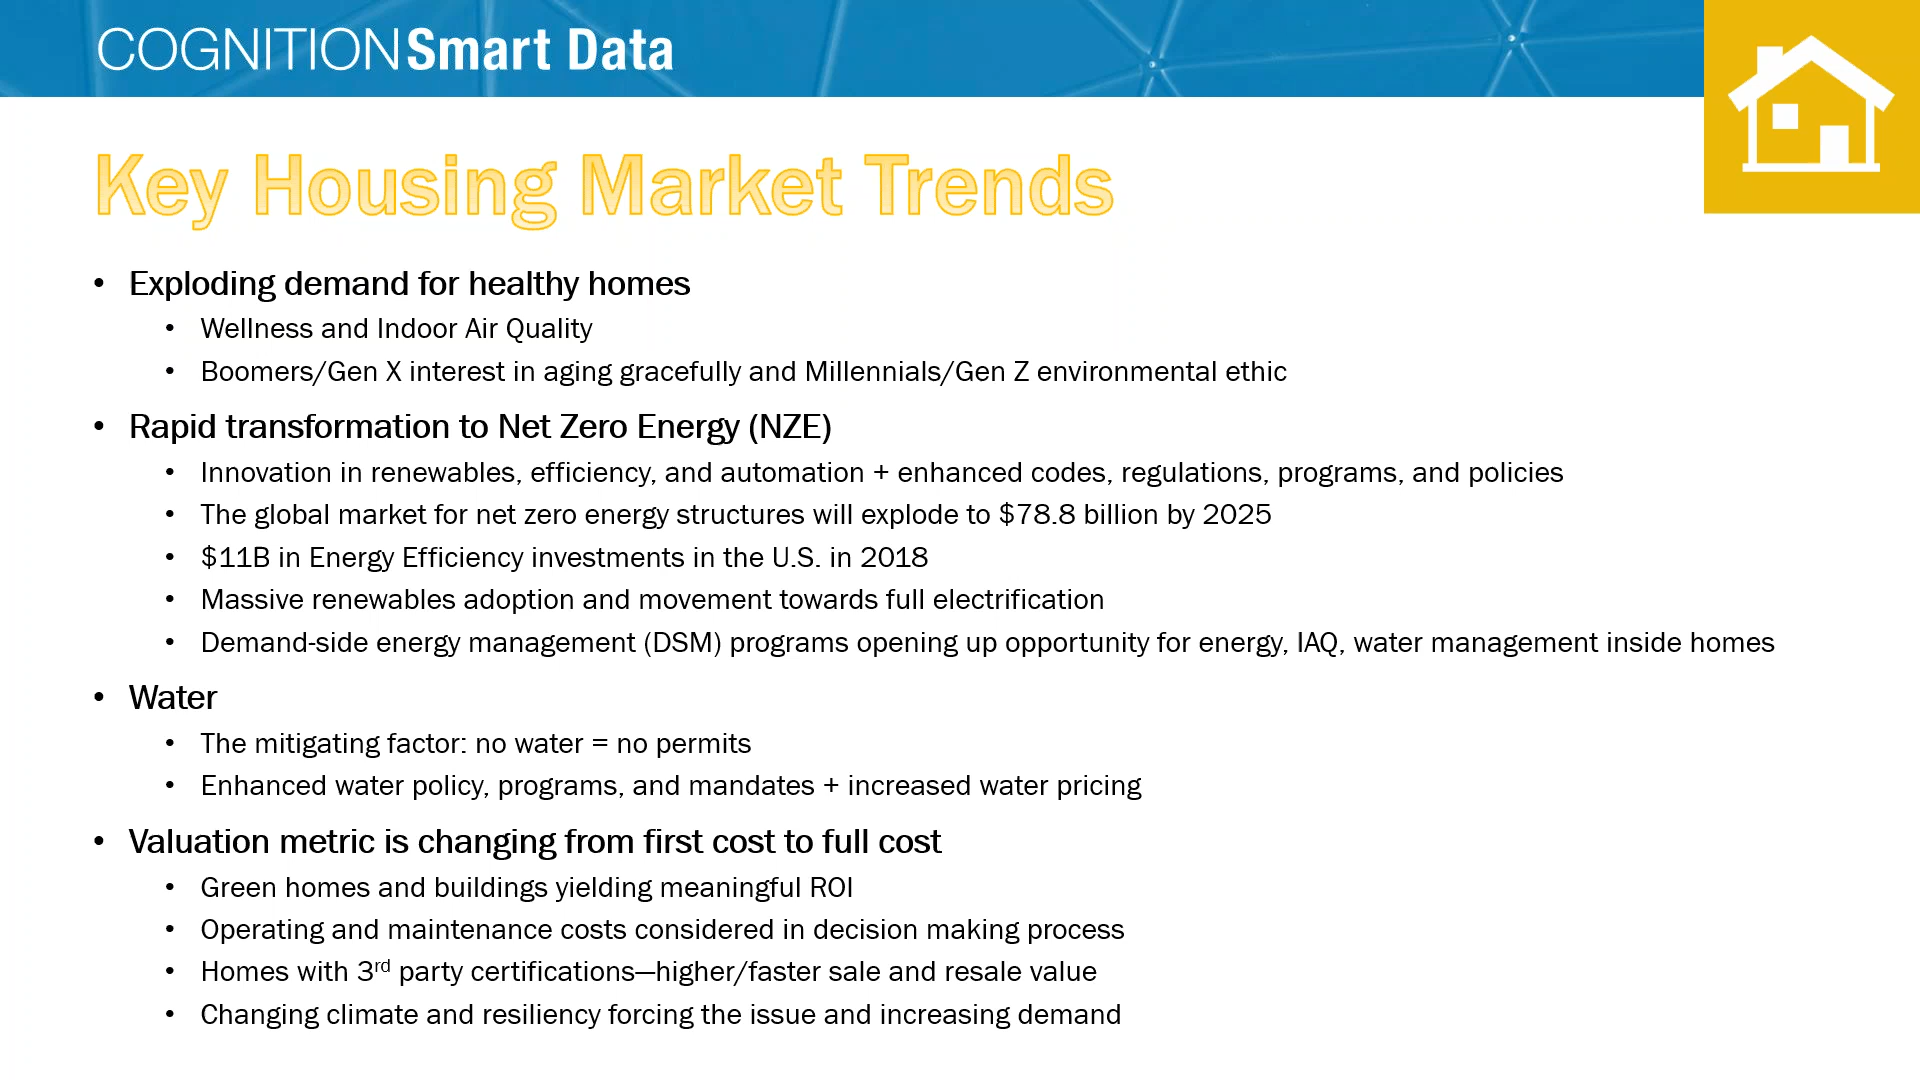 COGNITION Smart Data
Key Housing Market Trends
• Exploding demand for healthy homes
• Wellness and Indoor Air Quality
• Boomers/Gen X interest in aging gracefully and Millennials/Gen Z environmental ethic
• Rapid transformation to Net Zero Energy (NZE)
• Innovation in renewables, efficiency, and automation + enhanced codes, regulations, programs, and policies
• The global market for net zero energy structures will explode to $78.8 billion by 2025
• $11B in Energy Efficiency investments in the U.S. in 2018
• Massive renewables adoption and movement towards full electrification
• Demand-side energy management (DSM) programs opening up opportunity for energy, IAQ, water management inside homes
• Water
• The mitigating factor: no water = no permits
• Enhanced water policy, programs, and mandates + increased water pricing
• Valuation metric is changing from first cost to full cost
• Green homes and buildings yielding meaningful ROI
• Operating and maintenance costs considered in decision making process
• Homes with 3rd party certifications—higher/faster sale and resale value
• Changing climate and resiliency forcing the issue and increasing demand